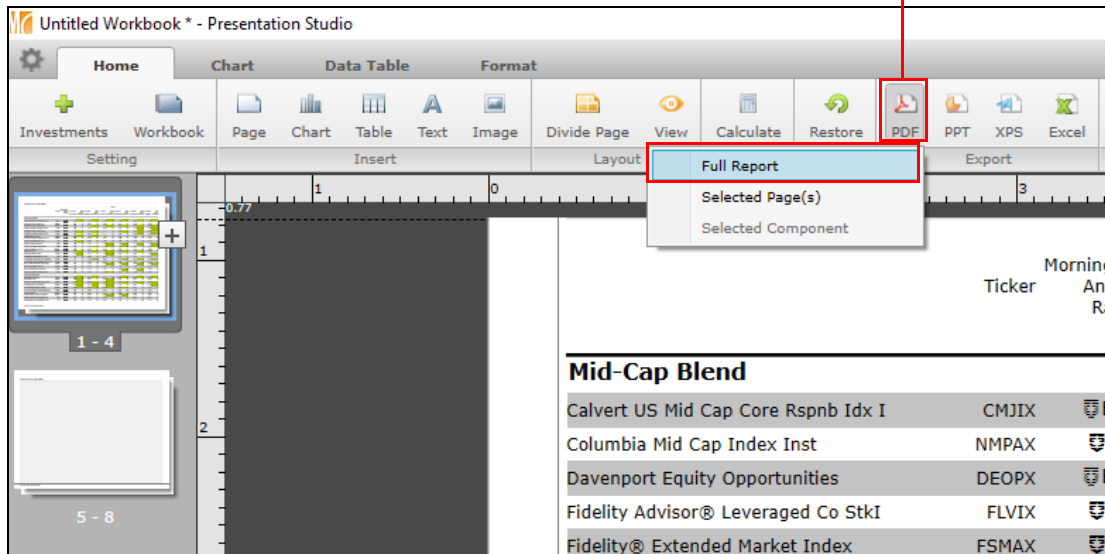 Untitled Workbook * - Presentation Studio
Home Chart Data Table Format
Investments Workbook Page Chart Table Text Image Divide Page View Calculate Restore PDF PPT XPS Excel
Setting Insert Layout Export
Full Report
Selected Page(s)
Selected Component
1 0 3
-0.77
1
2
1 - 4
5 - 8
Morning
Ticker An
Ra
Mid-Cap Blend
Calvert US Mid Cap Core Rspnb Idx I CMJIX
Columbia Mid Cap Index Inst NMPAX
Davenport Equity Opportunities DEOPX
Fidelity Advisor® Leveraged Co StkI FLVIX
Fidelity® Extended Market Index FSMAX